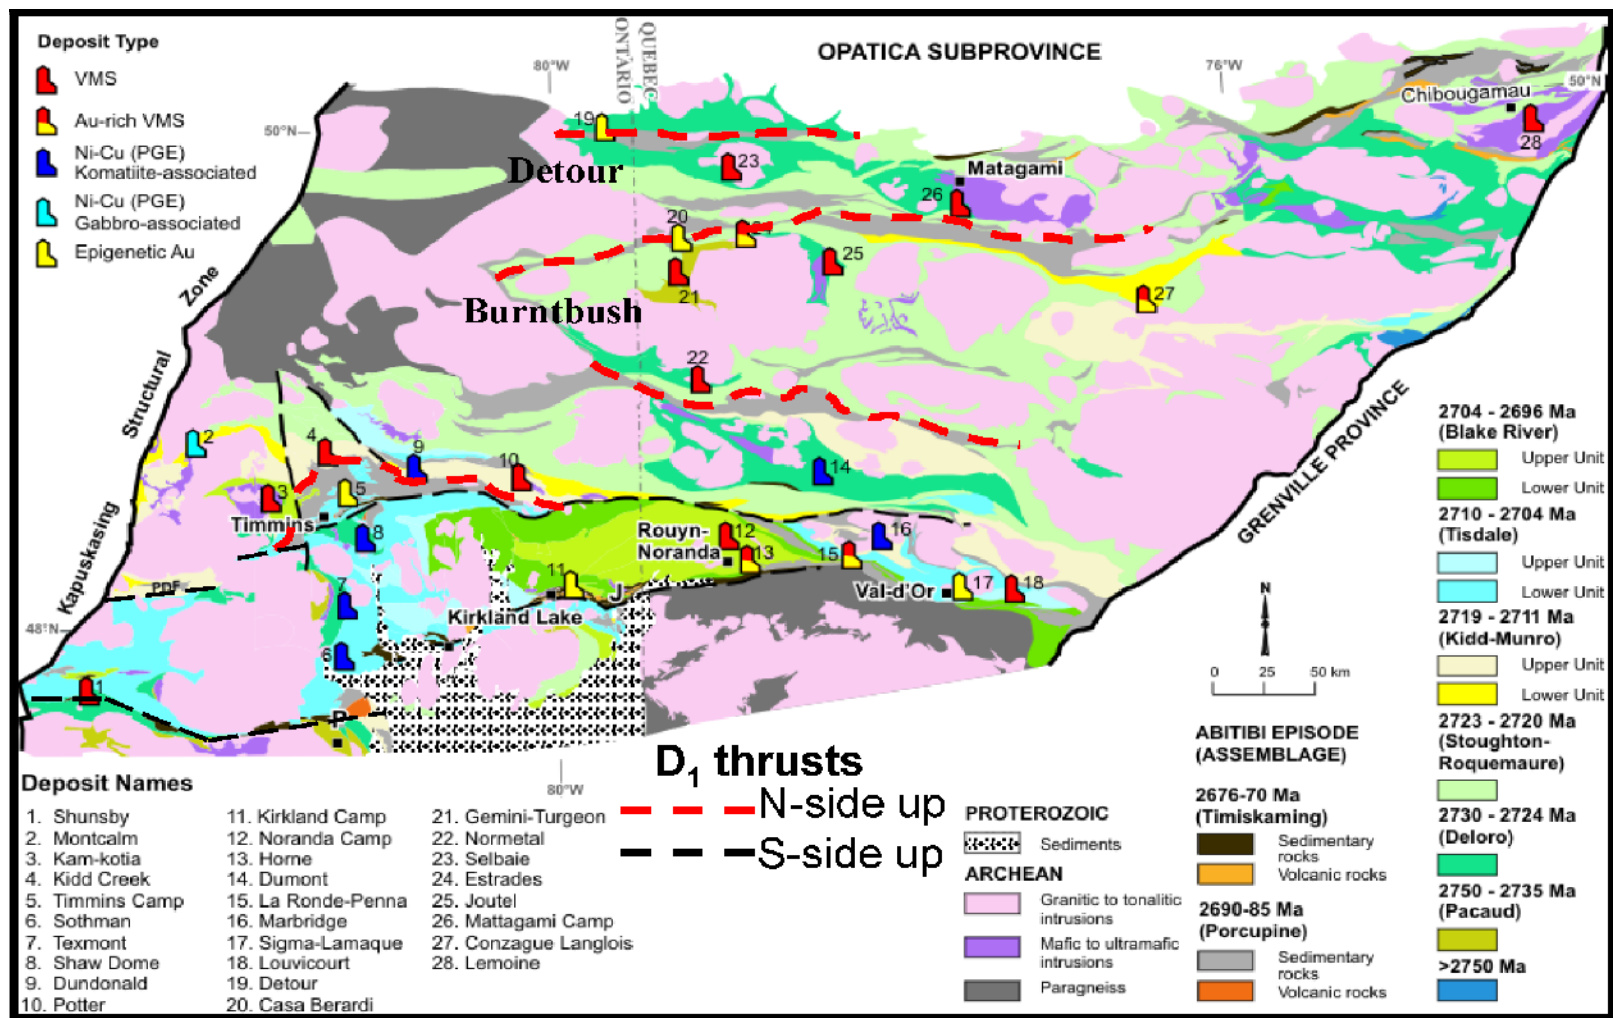 Deposit Type
VMS
Au-rich VMS
Ni-Cu (PGE)
Komatiite-associated
Ni-Cu (PGE)
Gabbro-associated
Epigenetic Au
80°W
ONTARIO
QUEBEC
OPATICA SUBPROVINCE
76°W
50°N
Chibougamau
28
50°N
19
Detour
23
Matagami
26
20
25
21
27
Burntbush
Zone
Structural
Kapuskasing
22
2
4
9
10
14
3
5
Timmins
8
Rouyn-
Noranda
12
13
15
16
11
J
Val-d'Or
17
18
PDF
7
Kirkland Lake
48°N
6
1
P
GRENVILLE PROVINCE
N
0 25 50 km
80°W
D1 thrusts
N-side up
S-side up
Deposit Names
1. Shunsby
2. Montcalm
3. Kam-kotia
4. Kidd Creek
5. Timmins Camp
6. Sothman
7. Texmont
8. Shaw Dome
9. Dundonald
10. Potter
11. Kirkland Camp
12. Noranda Camp
13. Horne
14. Dumont
15. La Ronde-Penna
16. Marbridge
17. Sigma-Lamaque
18. Louvicourt
19. Detour
20. Casa Berardi
21. Gemini-Turgeon
22. Normetal
23. Selbaie
24. Estrades
25. Joutel
26. Mattagami Camp
27. Conzague Langlois
28. Lemoine
PROTEROZOIC
Sediments
ARCHEAN
Granitic to tonalitic
intrusions
Mafic to ultramafic
intrusions
Paragneiss
ABITIBI EPISODE
(ASSEMBLAGE)
2676-70 Ma
(Timiskaming)
Sedimentary
rocks
Volcanic rocks
2690-85 Ma
(Porcupine)
Sedimentary
rocks
Volcanic rocks
2704 - 2696 Ma
(Blake River)
Upper Unit
Lower Unit
2710 - 2704 Ma
(Tisdale)
Upper Unit
Lower Unit
2719 - 2711 Ma
(Kidd-Munro)
Upper Unit
Lower Unit
2723 - 2720 Ma
(Stoughton-
Roquemaure)
2730 - 2724 Ma
(Deloro)
2750 - 2735 Ma
(Pacaud)
>2750 Ma